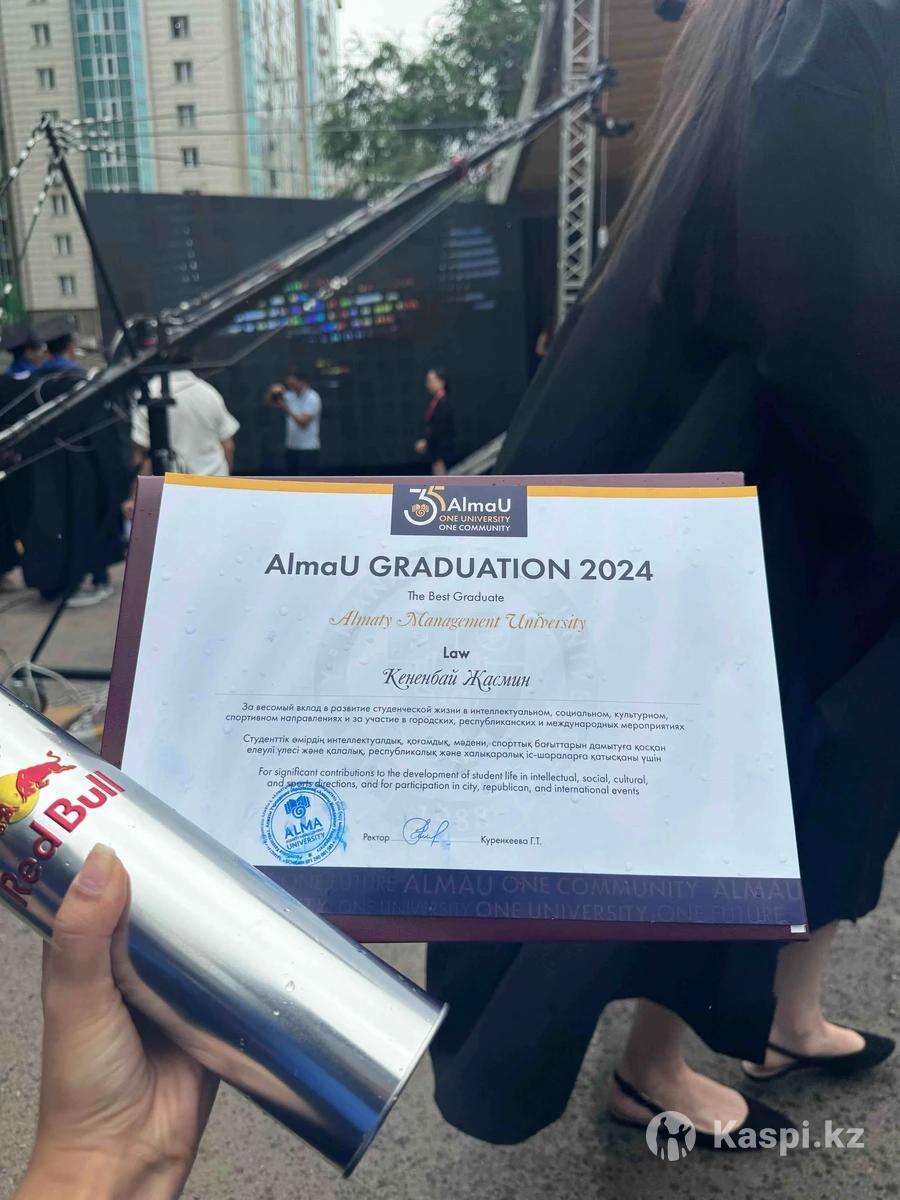 35 AlmaU
ONE UNIVERSITY
ONE COMMUNITY
AlmaU GRADUATION 2024
The Best Graduate
Almaty Management University
Law
Кененбай Жасмин
За весомый вклад в развитие студенческой жизни в интеллектуальном, социальном, культурном,
спортивном направлениях и за участие в городских, республиканских и международных мероприятиях
Студенттік өмірдің интеллектуалдық, қоғамдық, мәдени, спорттық бағыттарын дамытуға қосқан
елеулі үлесі және қалалық, республикалық және халықаралық іс-шараларға қатысқаны үшін
For significant contributions to the development of student life in intellectual, social, cultural,
and sports directions, and for participation in city, republican, and international events
ALMA
UNIVERSITY
Ректор Куренкеева Г.Т.
ONE FUTURE ALMAU ONE COMMUNITY ALMAU
ONE UNIVERSITY ONE UNIVERSITY ONE FUTURE
Red Bull
Kaspi.kz